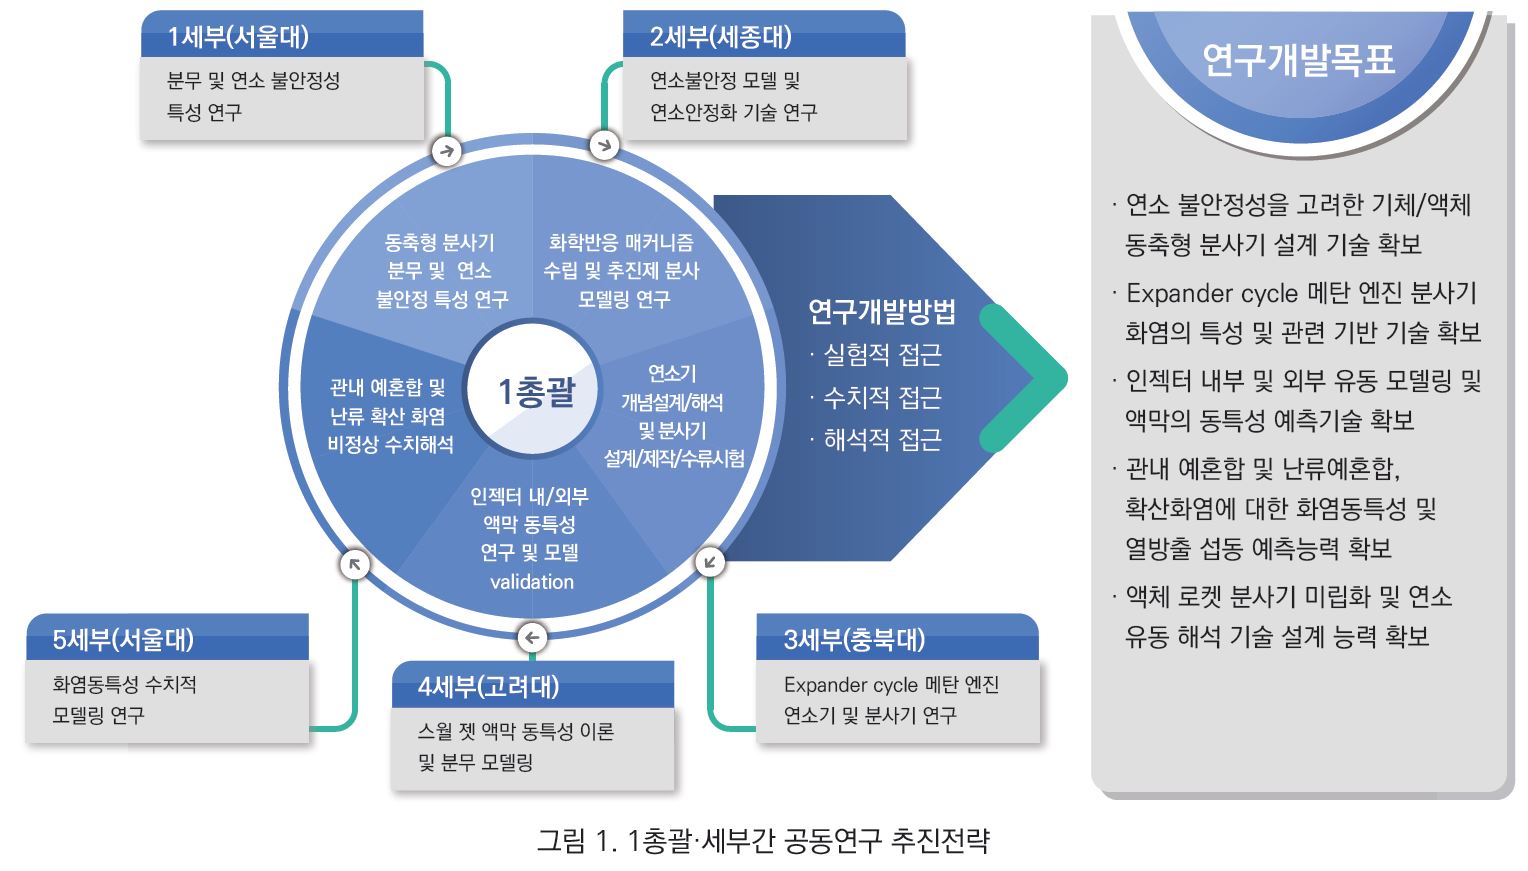 1세부(서울대)
분무 및 연소 불안정성
특성 연구
2세부(세종대)
연소불안정 모델 및
연소안정화 기술 연구
동축형 분사기
분무 및 연소
불안정 특성 연구
화학반응 매커니즘
수립 및 추진제 분사
모델링 연구
관내 예혼합 및
난류 확산 화염
비정상 수치해석
1총괄
연소기
개념설계/해석
및 분사기
설계/제작/수류시험
인젝터 내/외부
액막 동특성
연구 및 모델
validation
연구개발방법
· 실험적 접근
· 수치적 접근
· 해석적 접근
5세부(서울대)
화염동특성 수치적
모델링 연구
4세부(고려대)
스월 젯 액막 동특성 이론
및 분무 모델링
3세부(충북대)
Expander cycle 메탄 엔진
연소기 및 분사기 연구
연구개발목표
· 연소 불안정성을 고려한 기체/액체
동축형 분사기 설계 기술 확보
· Expander cycle 메탄 엔진 분사기
화염의 특성 및 관련 기반 기술 확보
· 인젝터 내부 및 외부 유동 모델링 및
액막의 동특성 예측기술 확보
· 관내 예혼합 및 난류예혼합,
확산화염에 대한 화염동특성 및
열방출 섭동 예측능력 확보
· 액체 로켓 분사기 미립화 및 연소
유동 해석 기술 설계 능력 확보
그림 1. 1총괄·세부간 공동연구 추진전략